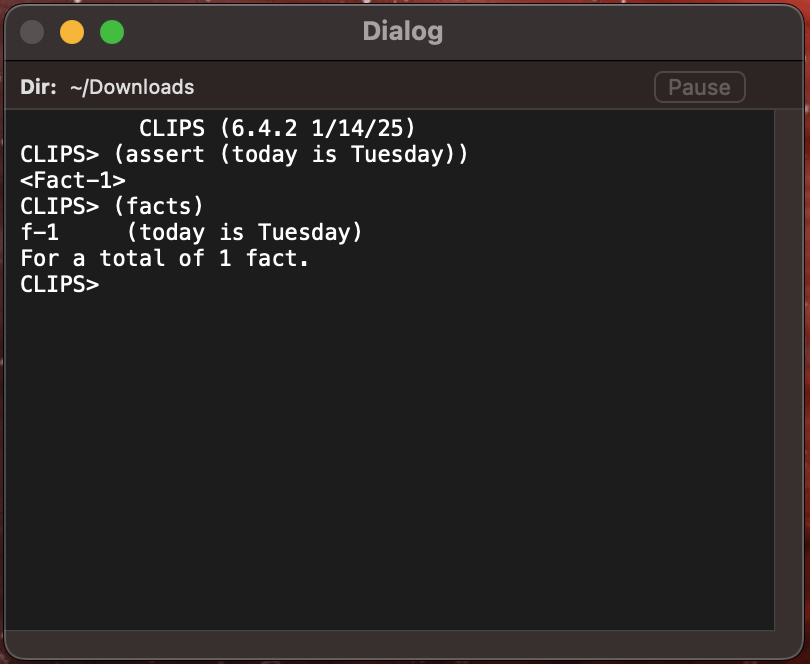 Dialog
Dir: ~/Downloads
Pause
CLIPS (6.4.2 1/14/25)
CLIPS> (assert (today is Tuesday))
<Fact-1>
CLIPS> (facts)
f-1     (today is Tuesday)
For a total of 1 fact.
CLIPS>